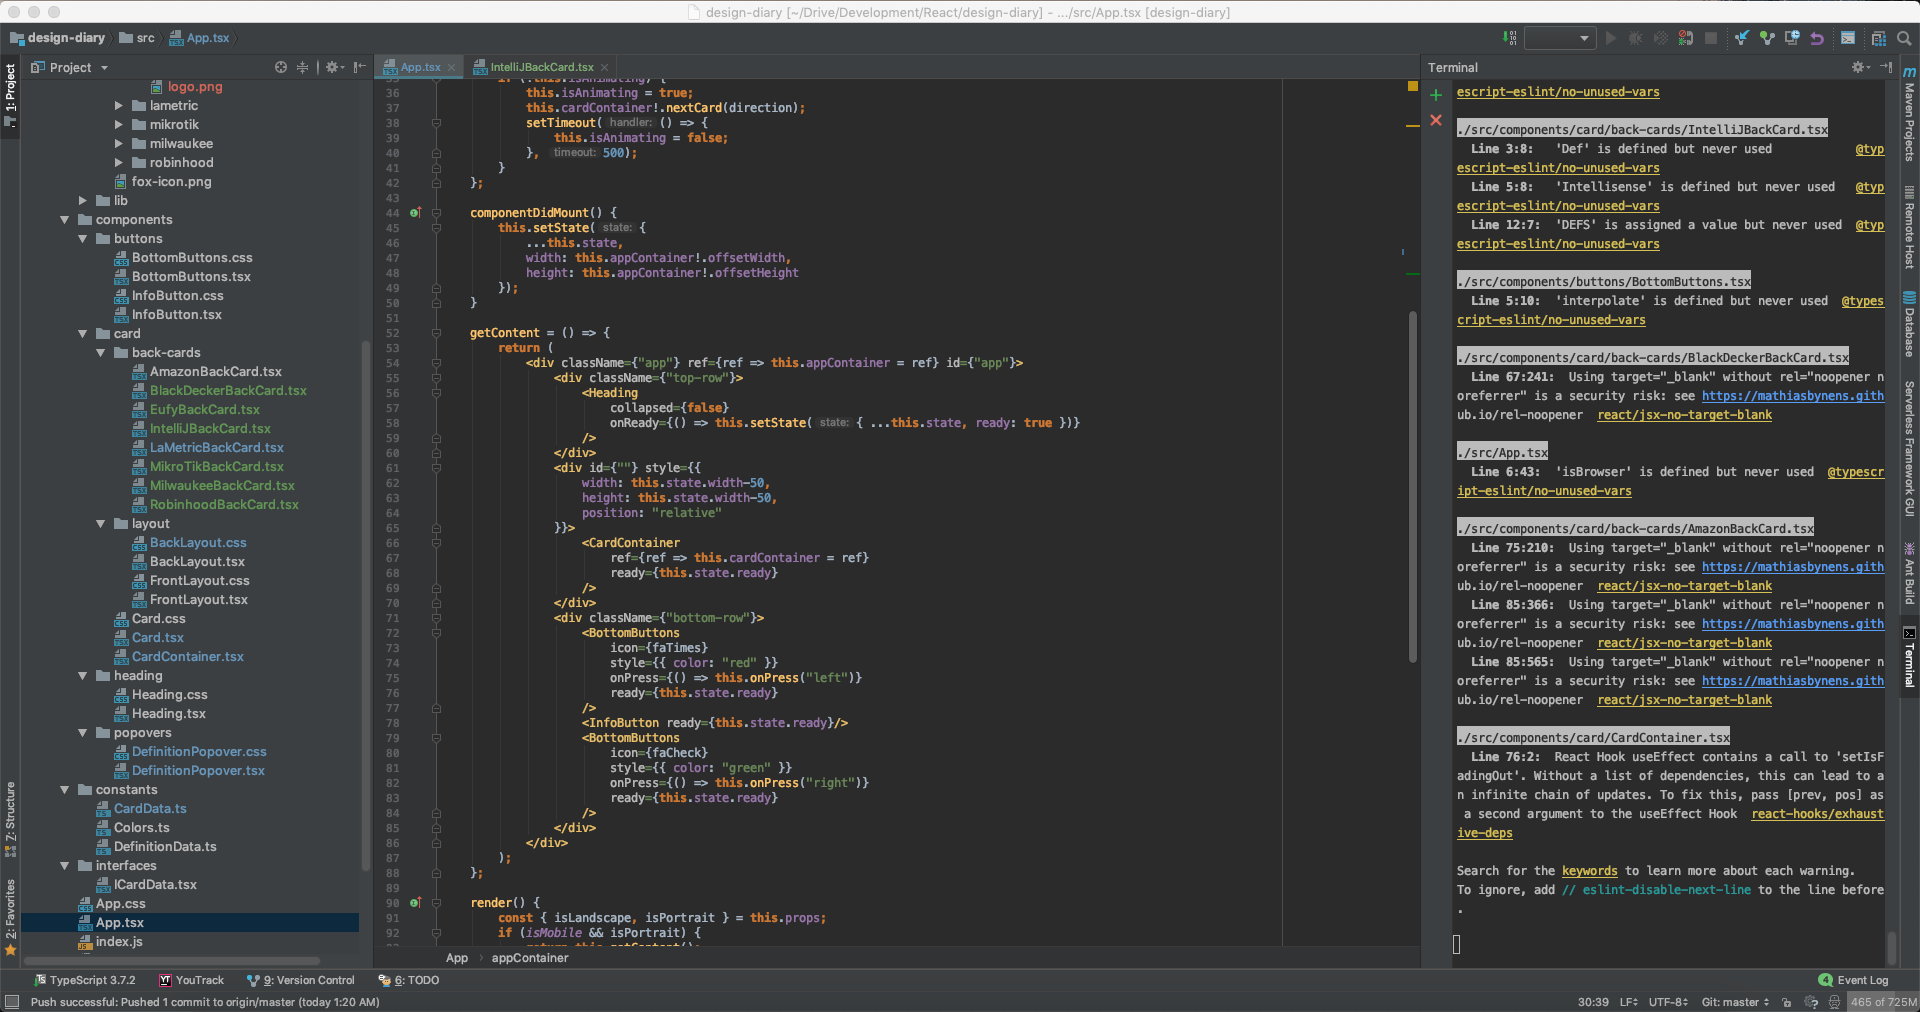 design-diary [~/Drive/Development/React/design-diary] - .../src/App.tsx [design-diary]
design-diary src App.tsx
1: Project
7: Structure
2: Favorites
Project
logo.png
lametric
mikrotik
milwaukee
robinhood
fox-icon.png
lib
components
buttons
BottomButtons.css
BottomButtons.tsx
InfoButton.css
InfoButton.tsx
card
back-cards
AmazonBackCard.tsx
BlackDeckerBackCard.tsx
EufyBackCard.tsx
IntelliJBackCard.tsx
LaMetricBackCard.tsx
MikroTikBackCard.tsx
MilwaukeeBackCard.tsx
RobinhoodBackCard.tsx
layout
BackLayout.css
BackLayout.tsx
FrontLayout.css
FrontLayout.tsx
Card.css
Card.tsx
CardContainer.tsx
heading
Heading.css
Heading.tsx
popovers
DefinitionPopover.css
DefinitionPopover.tsx
constants
CardData.ts
Colors.ts
DefinitionData.ts
interfaces
ICardData.tsx
App.css
App.tsx
index.js
App.tsx IntelliJBackCard.tsx
35 if (!this.isAnimating) {
36 this.isAnimating = true;
37 this.cardContainer!.nextCard(direction);
38 setTimeout( handler: () => {
39 this.isAnimating = false;
40 }, timeout: 500);
41 }
42 };
43
44 componentDidMount() {
45 this.setState( state: {
46 ...this.state,
47 width: this.appContainer!.offsetWidth,
48 height: this.appContainer!.offsetHeight
49 });
50 }
51
52 getContent = () => {
53 return (
54 <div className={"app"} ref={ref => this.appContainer = ref} id={"app"}>
55 <div className={"top-row"}>
56 <Heading
57 collapsed={false}
58 onReady={() => this.setState( state: { ...this.state, ready: true })}
59 />
60 </div>
61 <div id={""} style={{
62 width: this.state.width-50,
63 height: this.state.width-50,
64 position: "relative"
65 }}>
66 <CardContainer
67 ref={ref => this.cardContainer = ref}
68 ready={this.state.ready}
69 />
70 </div>
71 <div className={"bottom-row"}>
72 <BottomButtons
73 icon={faTimes}
74 style={{ color: "red" }}
75 onPress={() => this.onPress("left")}
76 ready={this.state.ready}
77 />
78 <InfoButton ready={this.state.ready}/>
79 <BottomButtons
80 icon={faCheck}
81 style={{ color: "green" }}
82 onPress={() => this.onPress("right")}
83 ready={this.state.ready}
84 />
85 </div>
86 </div>
87 );
88 };
89
90 render() {
91 const { isLandscape, isPortrait } = this.props;
92 if (isMobile && isPortrait) {
93 return this.getContent();
App › appContainer
Terminal
escript-eslint/no-unused-vars
./src/components/card/back-cards/IntelliJBackCard.tsx
Line 3:8: 'Def' is defined but never used @typ
escript-eslint/no-unused-vars
Line 5:8: 'Intellisense' is defined but never used @typ
escript-eslint/no-unused-vars
Line 12:7: 'DEFS' is assigned a value but never used @typ
escript-eslint/no-unused-vars
./src/components/buttons/BottomButtons.tsx
Line 5:10: 'interpolate' is defined but never used @types
cript-eslint/no-unused-vars
./src/components/card/back-cards/BlackDeckerBackCard.tsx
Line 67:241: Using target="_blank" without rel="noopener n
oreferrer" is a security risk: see https://mathiasbynens.gith
ub.io/rel-noopener react/jsx-no-target-blank
./src/App.tsx
Line 6:43: 'isBrowser' is defined but never used @typescr
ipt-eslint/no-unused-vars
./src/components/card/back-cards/AmazonBackCard.tsx
Line 75:210: Using target="_blank" without rel="noopener n
oreferrer" is a security risk: see https://mathiasbynens.gith
ub.io/rel-noopener react/jsx-no-target-blank
Line 85:366: Using target="_blank" without rel="noopener n
oreferrer" is a security risk: see https://mathiasbynens.gith
ub.io/rel-noopener react/jsx-no-target-blank
Line 85:565: Using target="_blank" without rel="noopener n
oreferrer" is a security risk: see https://mathiasbynens.gith
ub.io/rel-noopener react/jsx-no-target-blank
./src/components/card/CardContainer.tsx
Line 76:2: React Hook useEffect contains a call to 'setIsF
adingOut'. Without a list of dependencies, this can lead to a
n infinite chain of updates. To fix this, pass [prev, pos] as
a second argument to the useEffect Hook react-hooks/exhaust
ive-deps
Search for the keywords to learn more about each warning.
To ignore, add // eslint-disable-next-line to the line before
.
Maven Projects
Remote Host
Database
Serverless Framework GUI
Ant Build
Terminal
TypeScript 3.7.2 YouTrack 9: Version Control 6: TODO 4 Event Log
Push successful: Pushed 1 commit to origin/master (today 1:20 AM) 30:39 LF UTF-8 Git: master 465 of 725M